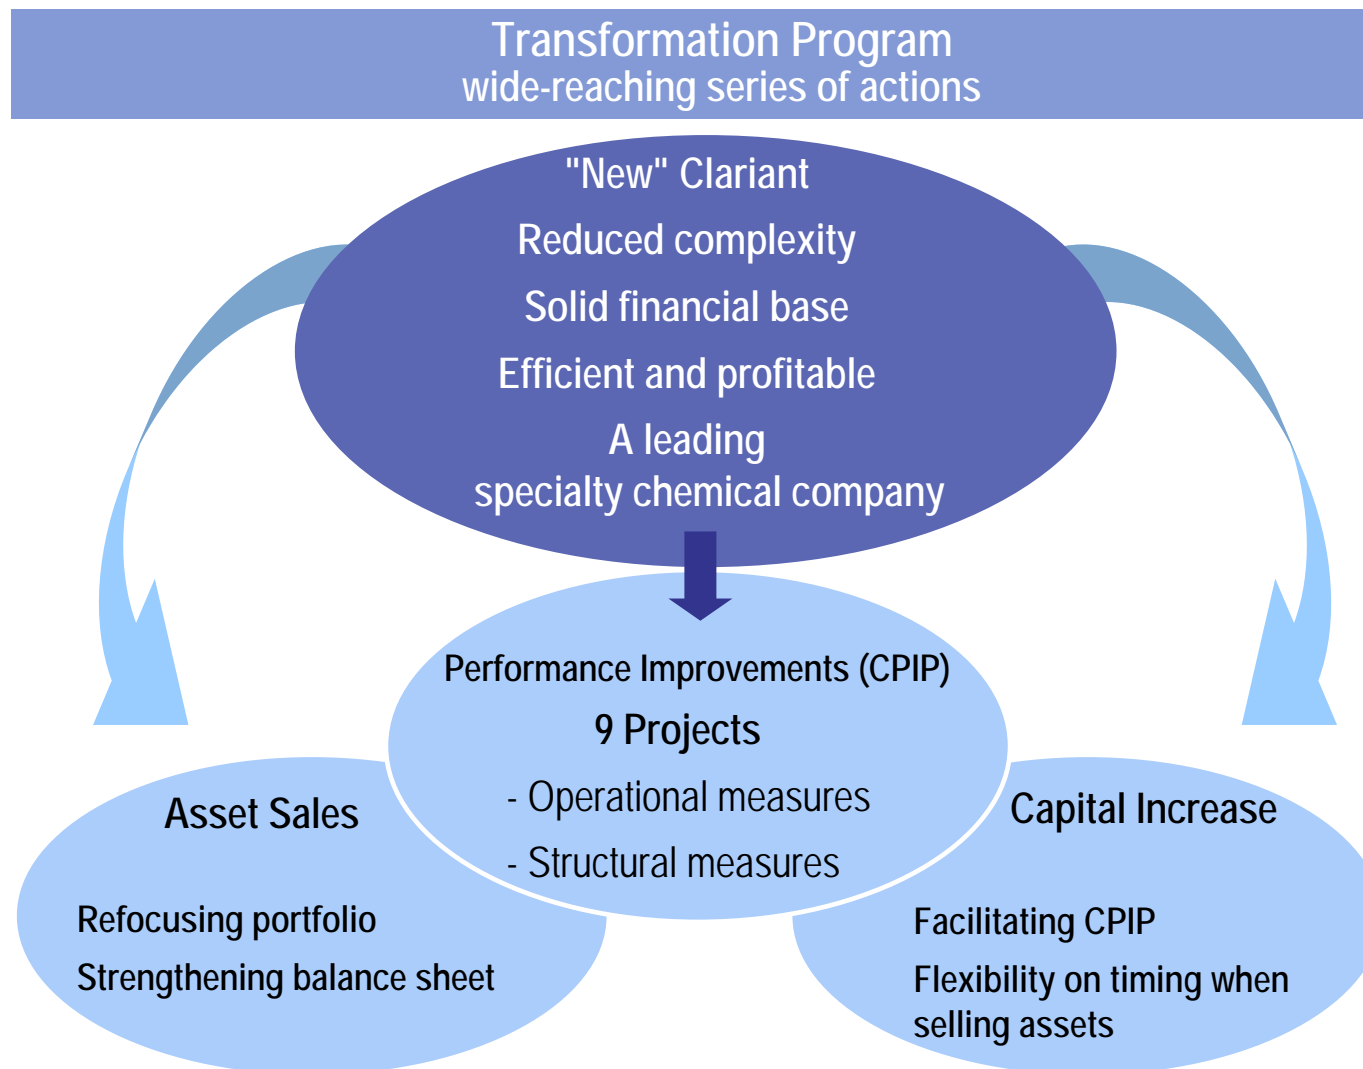 Transformation Program
wide-reaching series of actions
"New" Clariant
Reduced complexity
Solid financial base
Efficient and profitable
A leading
specialty chemical company
Performance Improvements (CPIP)
9 Projects
- Operational measures
- Structural measures
Asset Sales
Refocusing portfolio
Strengthening balance sheet
Capital Increase
Facilitating CPIP
Flexibility on timing when
selling assets